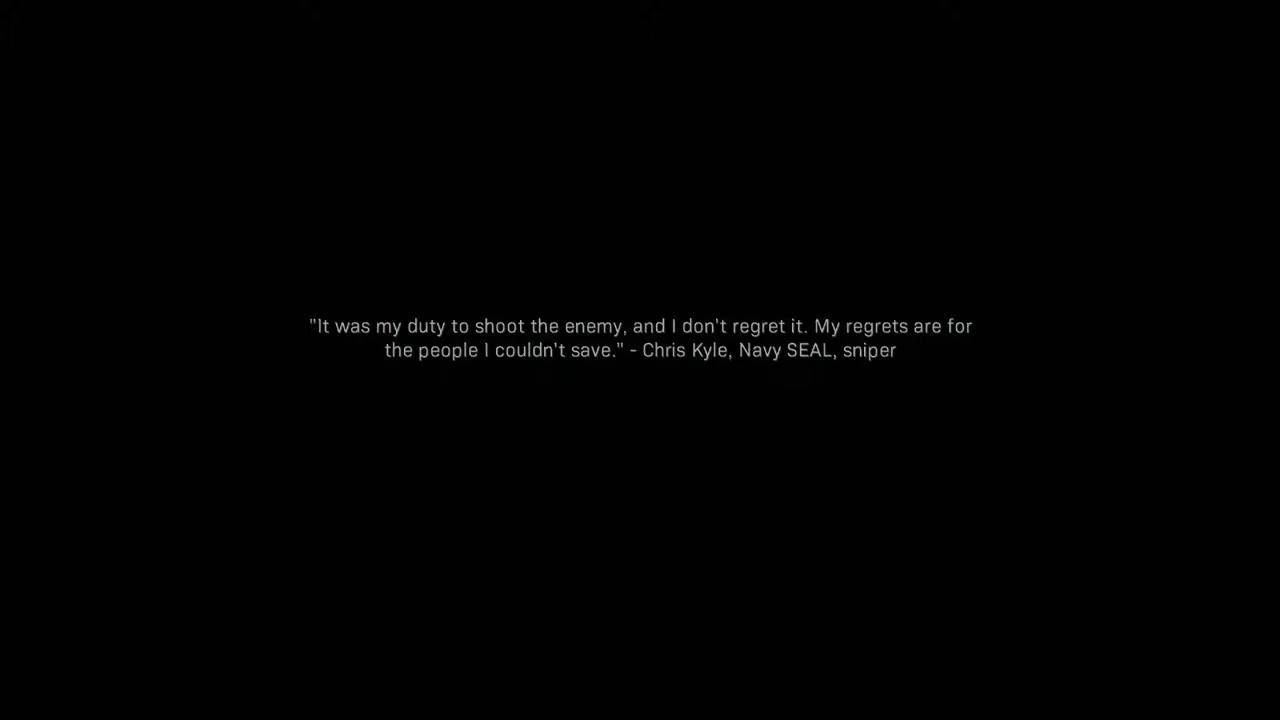 "It was my duty to shoot the enemy, and I don't regret it. My regrets are for
the people I couldn't save." - Chris Kyle, Navy SEAL, sniper